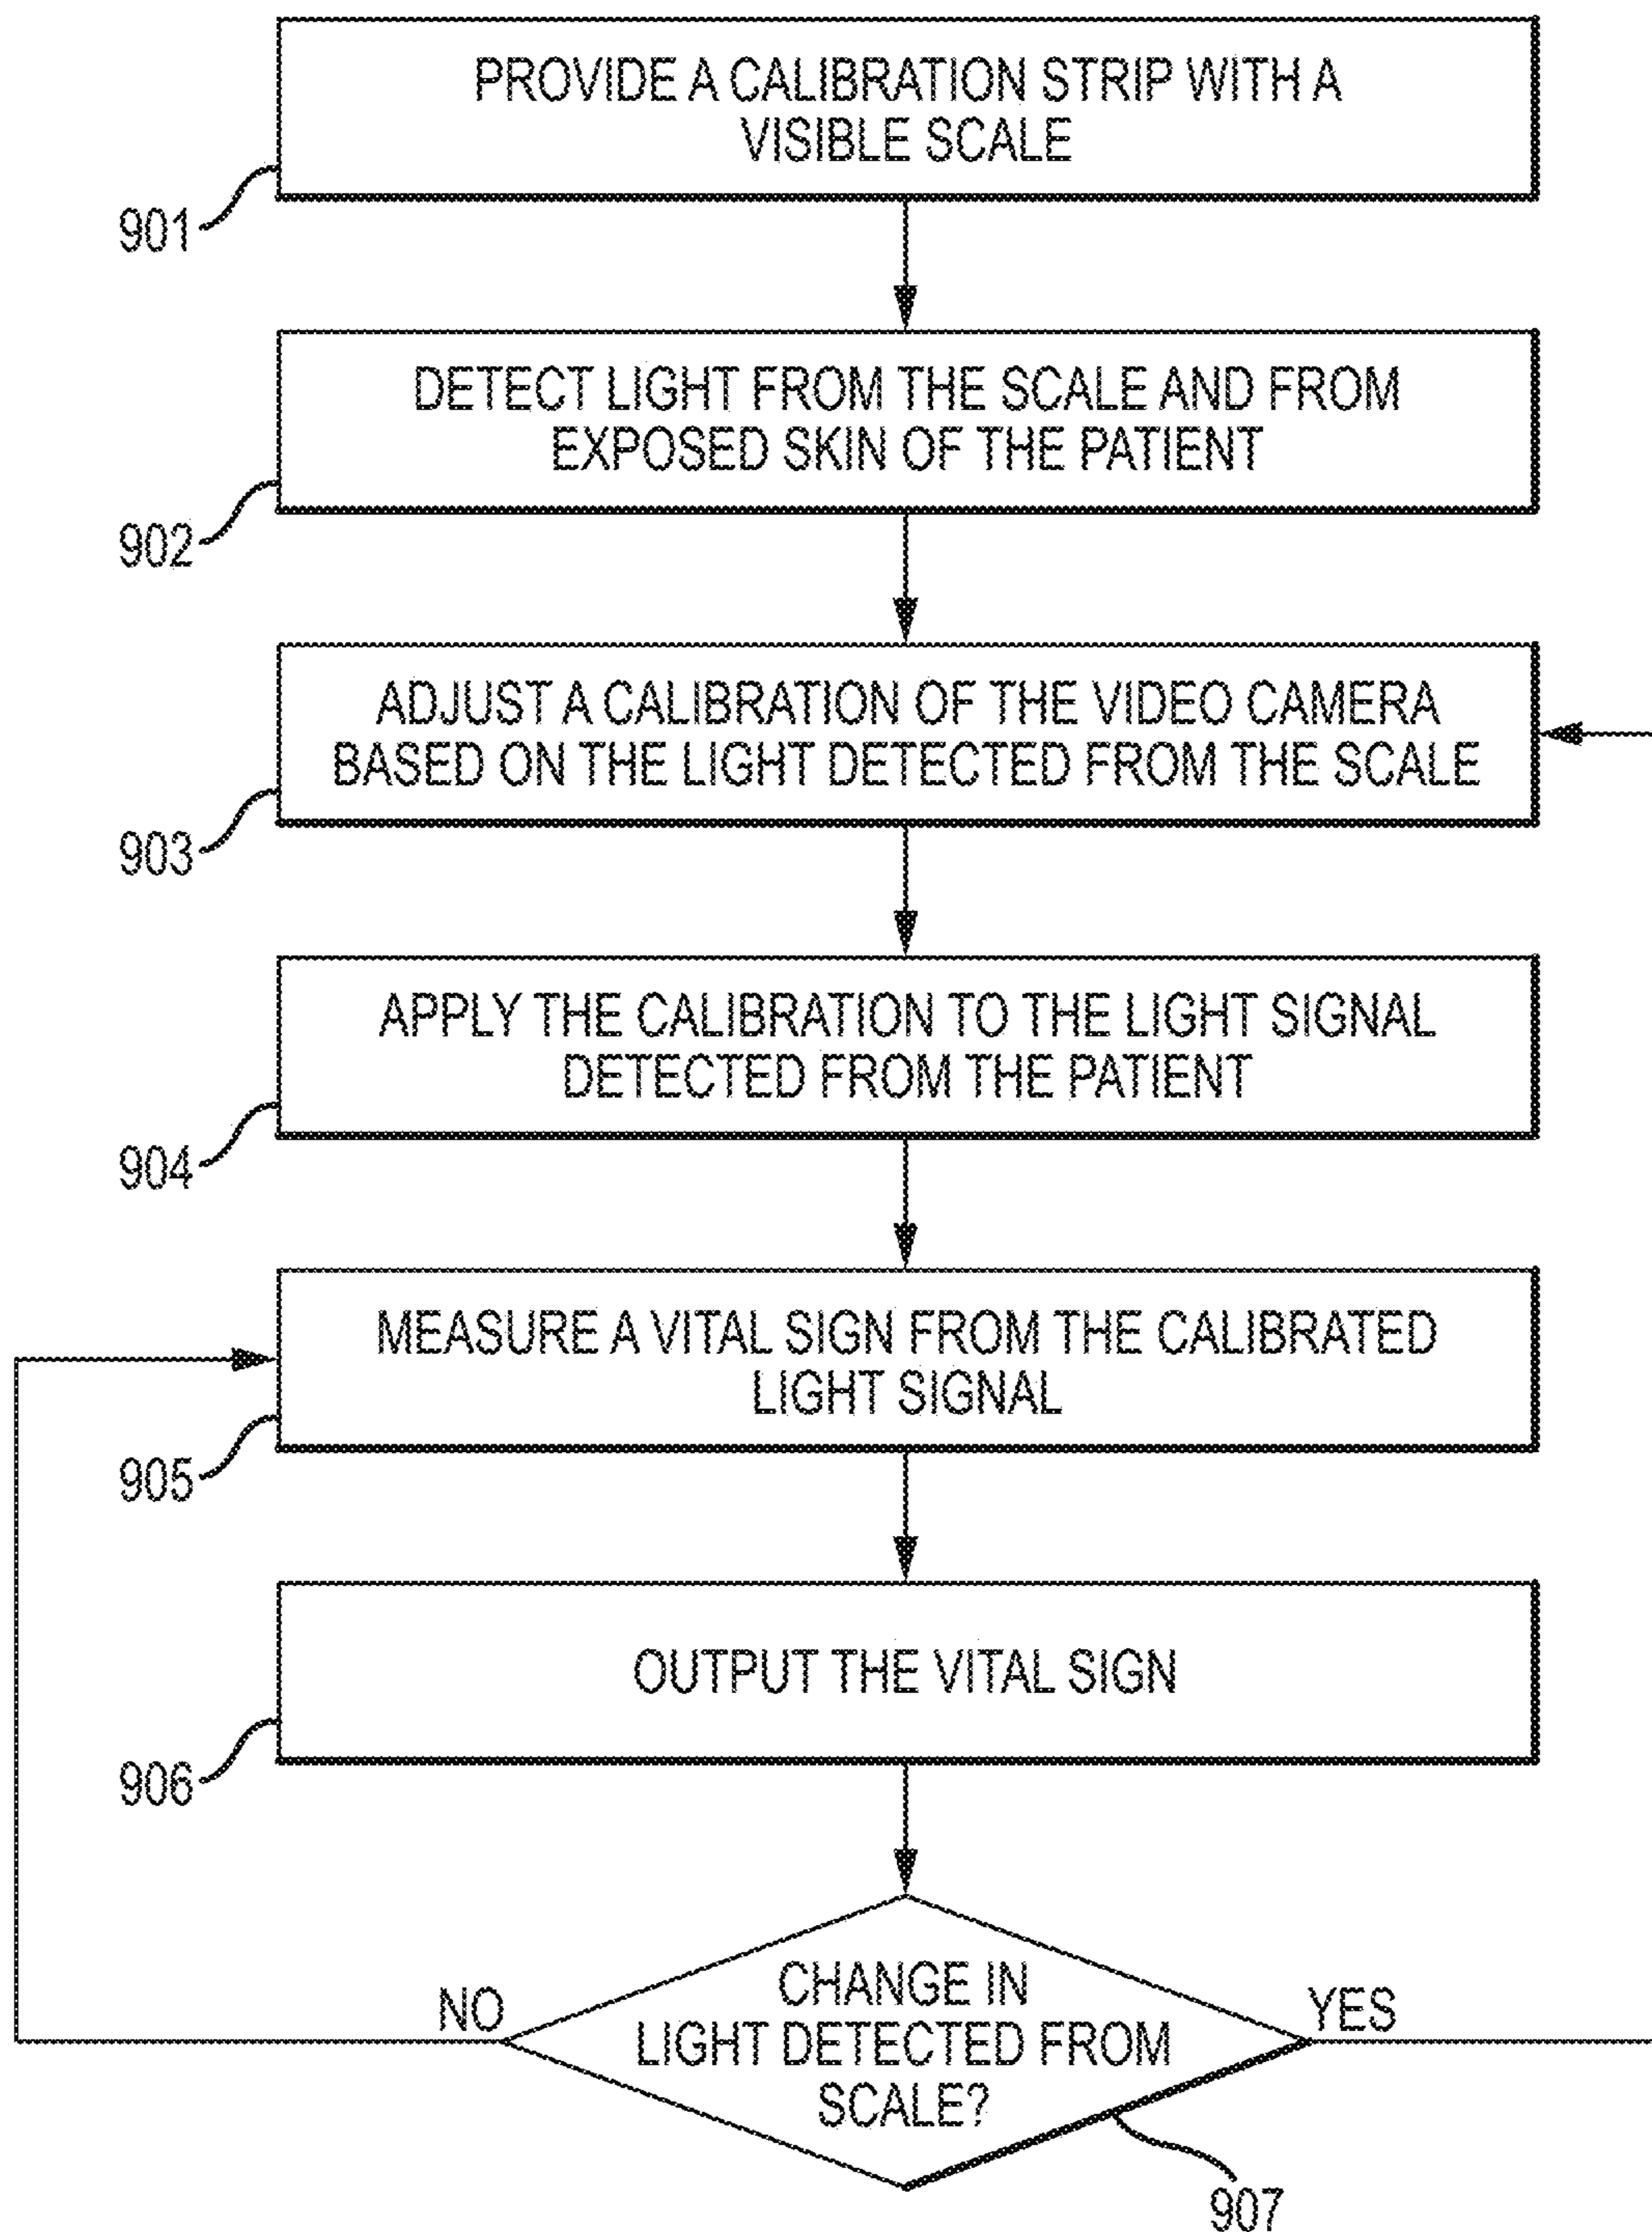 PROVIDE A CALIBRATION STRIP WITH A
VISIBLE SCALE
901
DETECT LIGHT FROM THE SCALE AND FROM
EXPOSED SKIN OF THE PATIENT
902
ADJUST A CALIBRATION OF THE VIDEO CAMERA
BASED ON THE LIGHT DETECTED FROM THE SCALE
903
APPLY THE CALIBRATION TO THE LIGHT SIGNAL
DETECTED FROM THE PATIENT
904
MEASURE A VITAL SIGN FROM THE CALIBRATED
LIGHT SIGNAL
905
OUTPUT THE VITAL SIGN
906
CHANGE IN
NO
YES
LIGHT DETECTED FROM
SCALE?
907